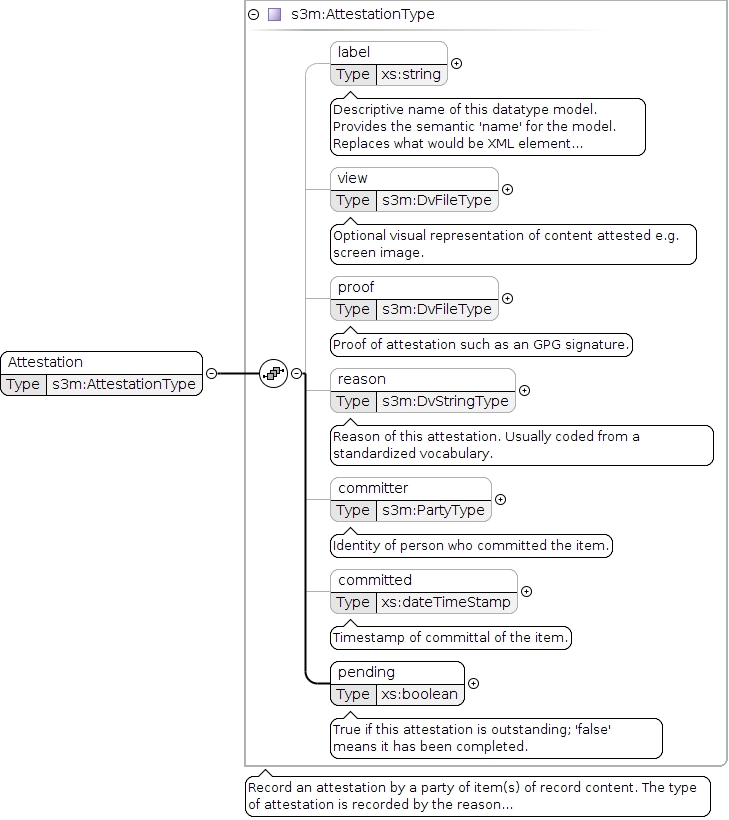 s3m:AttestationType
label
Type xs:string
Descriptive name of this datatype model.
Provides the semantic 'name' for the model.
Replaces what would be XML element...
view
Type s3m:DvFileType
Optional visual representation of content attested e.g.
screen image.
proof
Type s3m:DvFileType
Proof of attestation such as an GPG signature.
Attestation
Type s3m:AttestationType
reason
Type s3m:DvStringType
Reason of this attestation. Usually coded from a
standardized vocabulary.
committer
Type s3m:PartyType
Identity of person who committed the item.
committed
Type xs:dateTimeStamp
Timestamp of committal of the item.
pending
Type xs:boolean
True if this attestation is outstanding; 'false'
means it has been completed.
Record an attestation by a party of item(s) of record content. The type
of attestation is recorded by the reason...